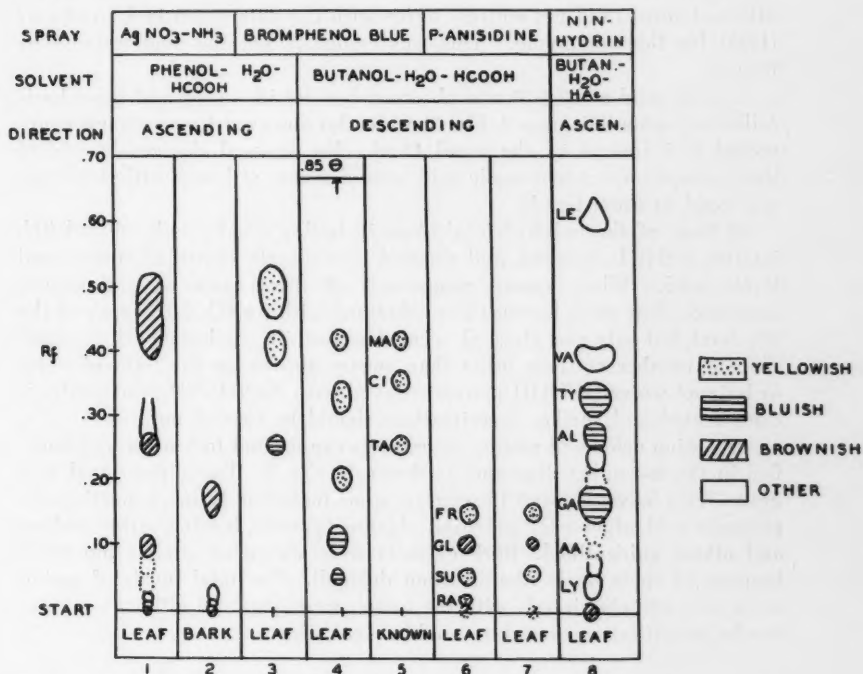 SPRAY AgNO3-NH3 BROMPHENOL BLUE P-ANISIDINE NIN-
HYDRIN
SOLVENT PHENOL- H2O-
HCOOH BUTANOL-H2O-HCOOH BUTAN.-
H2O-
HAc
DIRECTION ASCENDING DESCENDING ASCEN.
.70
.85 ⊖
.60 LE
.50
Rf .40 MA VA
YELLOWISH
CI TY
BLUISH
.30 AL
TA
BROWNISH
.20 GA
OTHER
FR
.10 GL AA
SU LY
RA
START
LEAF BARK LEAF LEAF KNOWN LEAF LEAF LEAF
1 2 3 4 5 6 7 8